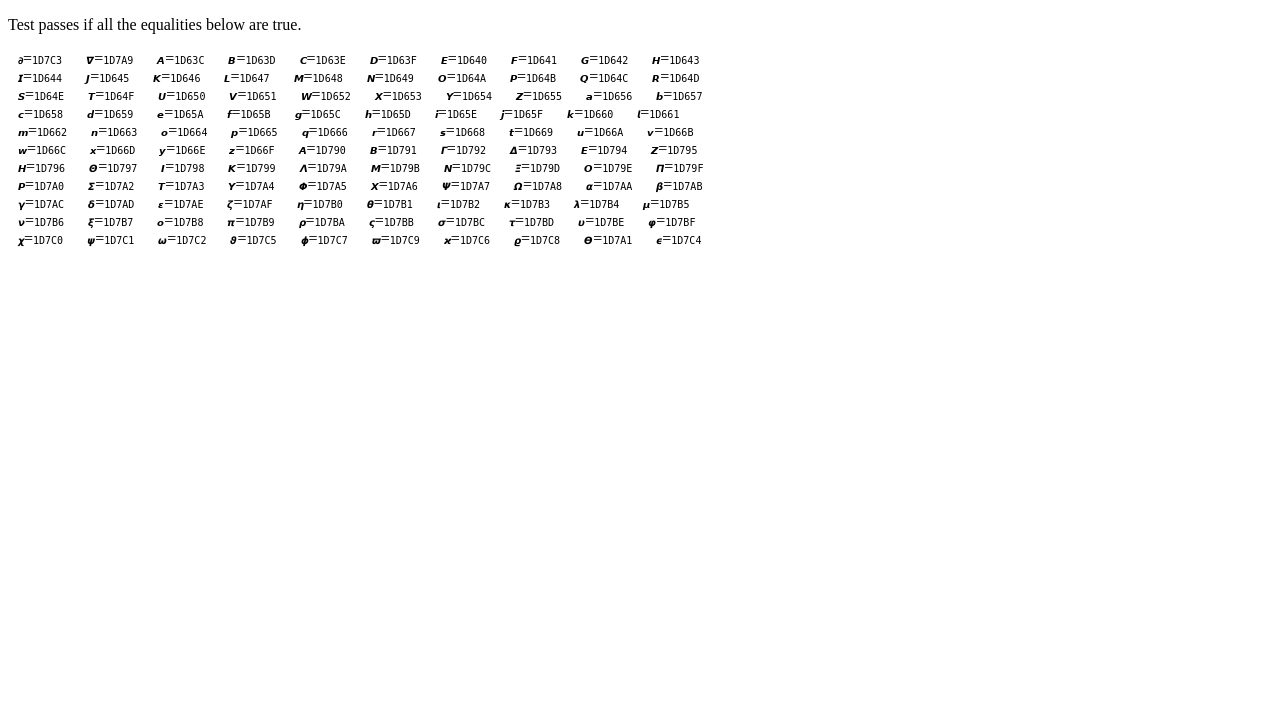 Test passes if all the equalities below are true.
𝟃=1D7C3 𝞩=1D7A9 𝘼=1D63C 𝘽=1D63D 𝘾=1D63E 𝘿=1D63F 𝙀=1D640 𝙁=1D641 𝙂=1D642 𝙃=1D643
𝙄=1D644 𝙅=1D645 𝙆=1D646 𝙇=1D647 𝙈=1D648 𝙉=1D649 𝙊=1D64A 𝙋=1D64B 𝙌=1D64C 𝙍=1D64D
𝙎=1D64E 𝙏=1D64F 𝙐=1D650 𝙑=1D651 𝙒=1D652 𝙓=1D653 𝙔=1D654 𝙕=1D655 𝙖=1D656 𝙗=1D657
𝙘=1D658 𝙙=1D659 𝙚=1D65A 𝙛=1D65B 𝙜=1D65C 𝙝=1D65D 𝙞=1D65E 𝙟=1D65F 𝙠=1D660 𝙡=1D661
𝙢=1D662 𝙣=1D663 𝙤=1D664 𝙥=1D665 𝙦=1D666 𝙧=1D667 𝙨=1D668 𝙩=1D669 𝙪=1D66A 𝙫=1D66B
𝙬=1D66C 𝙭=1D66D 𝙮=1D66E 𝙯=1D66F 𝞐=1D790 𝞑=1D791 𝞒=1D792 𝞓=1D793 𝞔=1D794 𝞕=1D795
𝞖=1D796 𝞗=1D797 𝞘=1D798 𝞙=1D799 𝞚=1D79A 𝞛=1D79B 𝞜=1D79C 𝞝=1D79D 𝞞=1D79E 𝞟=1D79F
𝞠=1D7A0 𝞢=1D7A2 𝞣=1D7A3 𝞤=1D7A4 𝞥=1D7A5 𝞦=1D7A6 𝞧=1D7A7 𝞨=1D7A8 𝞪=1D7AA 𝞫=1D7AB
𝞬=1D7AC 𝞭=1D7AD 𝞮=1D7AE 𝞯=1D7AF 𝞰=1D7B0 𝞱=1D7B1 𝞲=1D7B2 𝞳=1D7B3 𝞴=1D7B4 𝞵=1D7B5
𝞶=1D7B6 𝞷=1D7B7 𝞸=1D7B8 𝞹=1D7B9 𝞺=1D7BA 𝞻=1D7BB 𝞼=1D7BC 𝞽=1D7BD 𝞾=1D7BE 𝞿=1D7BF
𝟀=1D7C0 𝟁=1D7C1 𝟂=1D7C2 𝟅=1D7C5 𝟇=1D7C7 𝟉=1D7C9 𝟆=1D7C6 𝟈=1D7C8 𝞡=1D7A1 𝟄=1D7C4